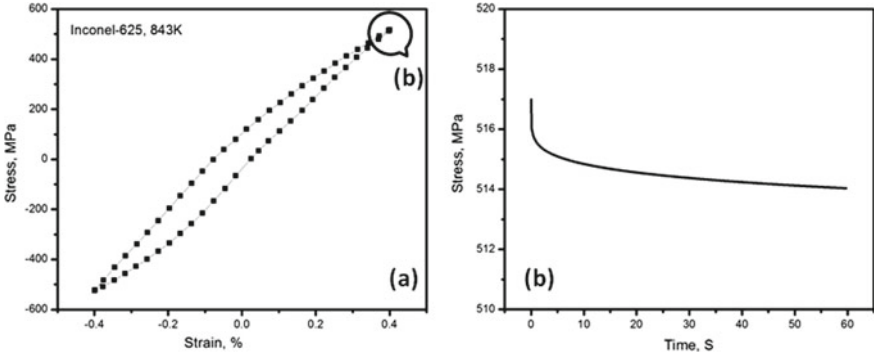 600
400
200
0
-200
-400
-600
Stress, MPa
Inconel-625, 843K
(b)
(a)
-0.4 -0.2 0.0 0.2 0.4
Strain, %
520
518
516
514
512
510
Stress, MPa
(b)
0 10 20 30 40 50 60
Time, S